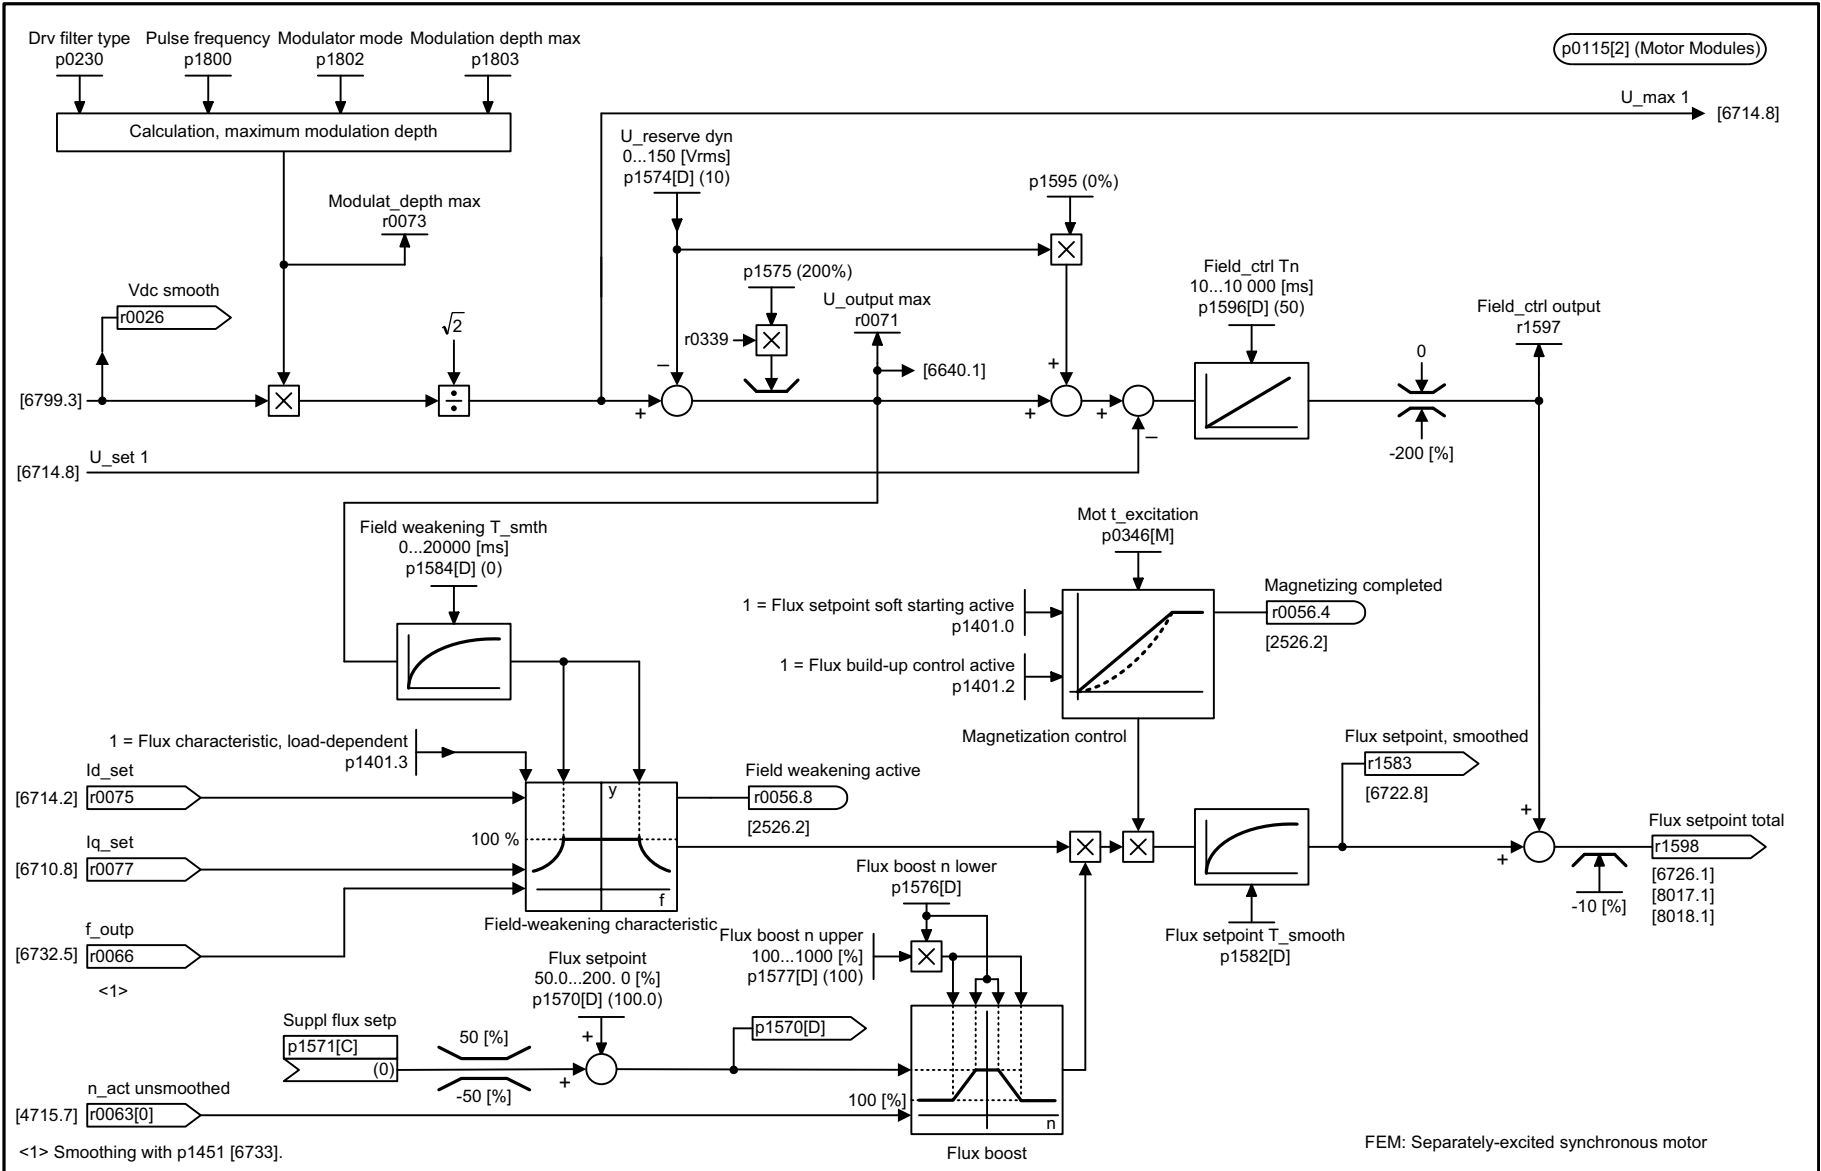 Drv filter type
p0230
Pulse frequency
p1800
Modulator mode
p1802
Modulation depth max
p1803
p0115[2] (Motor Modules)
Calculation, maximum modulation depth
U_max 1
[6714.8]
U_reserve dyn
0...150 [Vrms]
p1574[D] (10)
p1595 (0%)
Modulat_depth max
r0073
Vdc smooth
r0026
√2
p1575 (200%)
r0339
U_output max
r0071
[6640.1]
Field_ctrl Tn
10...10 000 [ms]
p1596[D] (50)
Field_ctrl output
r1597
0
-200 [%]
[6799.3]
×
÷
–
+
×
×
+
+
+
–
[6714.8]
U_set 1
Field weakening T_smth
0...20000 [ms]
p1584[D] (0)
Mot t_excitation
p0346[M]
1 = Flux setpoint soft starting active
p1401.0
1 = Flux build-up control active
p1401.2
Magnetizing completed
r0056.4
[2526.2]
Magnetization control
1 = Flux characteristic, load-dependent
p1401.3
Id_set
[6714.2]
r0075
Iq_set
[6710.8]
r0077
f_outp
[6732.5]
r0066
<1>
100 %
y
f
Field-weakening characteristic
Field weakening active
r0056.8
[2526.2]
×
×
Flux setpoint, smoothed
r1583
[6722.8]
+
+
Flux setpoint total
r1598
[6726.1]
[8017.1]
[8018.1]
-10 [%]
Flux setpoint T_smooth
p1582[D]
Flux boost n lower
p1576[D]
Flux boost n upper
100...1000 [%]
p1577[D] (100)
×
Flux setpoint
50.0...200. 0 [%]
p1570[D] (100.0)
Suppl flux setp
p1571[C]
(0)
50 [%]
-50 [%]
+
+
p1570[D]
n_act unsmoothed
[4715.7]
r0063[0]
100 [%]
n
Flux boost
<1> Smoothing with p1451 [6733].
FEM: Separately-excited synchronous motor